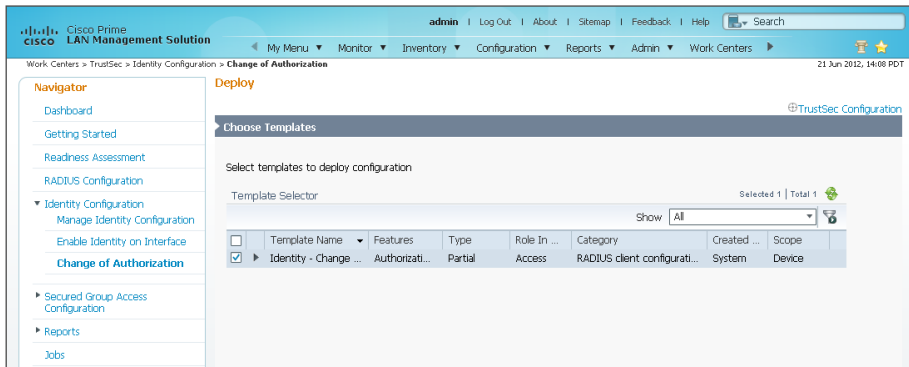 admin | Log Out | About | Sitemap | Feedback | Help Search
Cisco Prime
CISCO LAN Management Solution
My Menu ▼ Monitor ▼ Inventory ▼ Configuration ▼ Reports ▼ Admin ▼ Work Centers
Work Centers > TrustSec > Identity Configuration > Change of Authorization
21 Jun 2012, 14:08 PDT
Navigator
Dashboard
Getting Started
Readiness Assessment
RADIUS Configuration
Identity Configuration
Manage Identity Configuration
Enable Identity on Interface
Change of Authorization
Secured Group Access
Configuration
Reports
Jobs
Deploy
TrustSec Configuration
Choose Templates
Select templates to deploy configuration
Template Selector
Selected 1 | Total 1
Show All
Template Name Features Type Role In ... Category Created ... Scope
Identity - Change ... Authorizati... Partial Access RADIUS client configurati... System Device